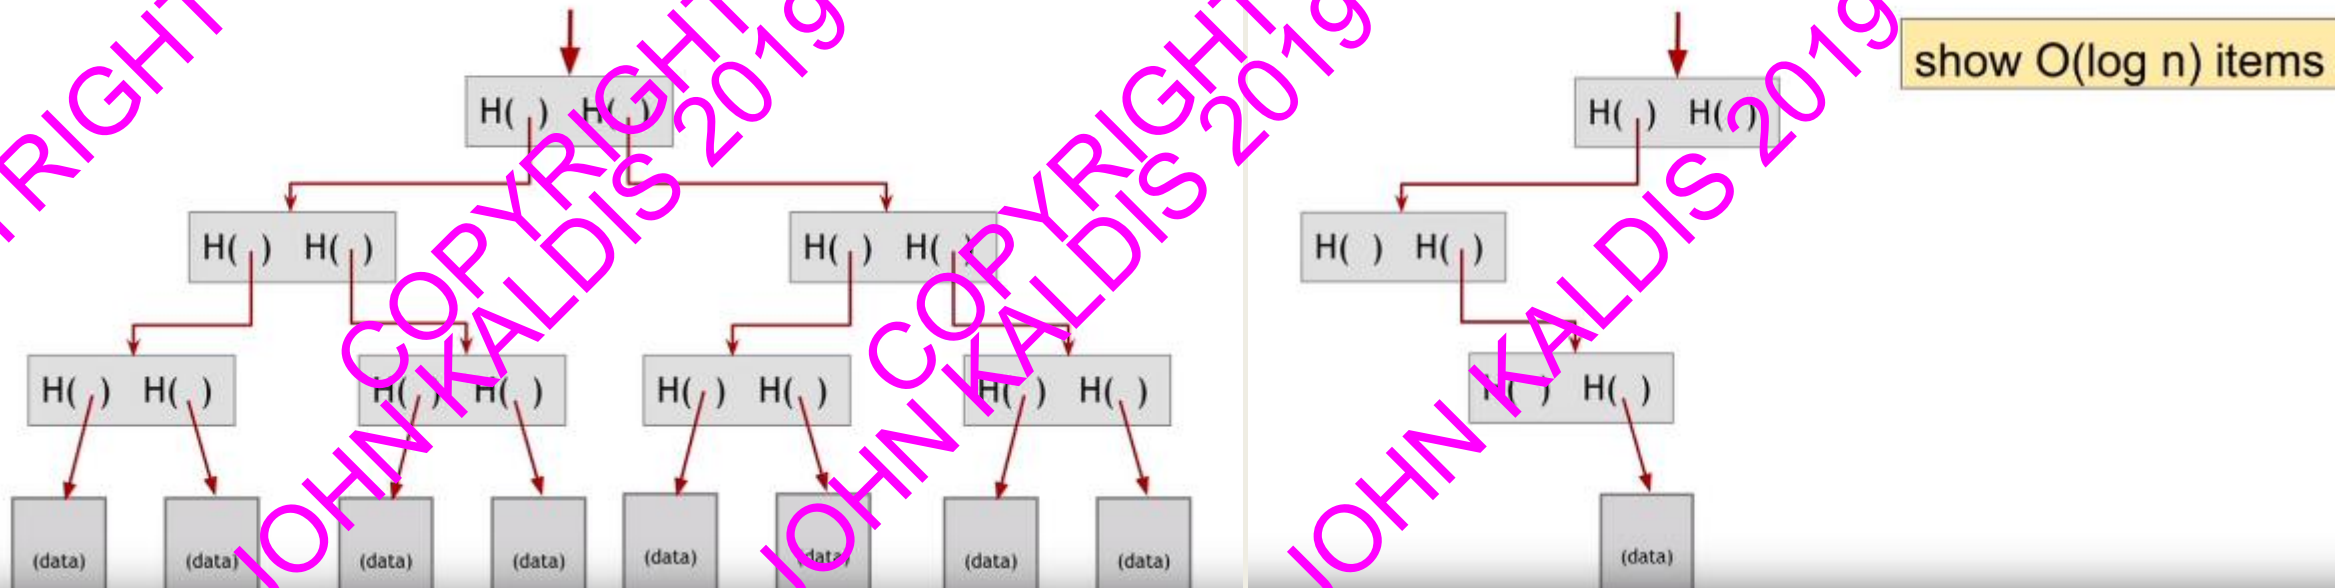 show O(log n) items
H( ) H( )
H( ) H( )
H( ) H( )
H( ) H( )
H( ) H( )
H( ) H( )
H( ) H( )
H( ) H( )
H( ) H( )
H( ) H( )
(data) (data) (data) (data) (data) (data) (data) (data)
(data)
RIGHT
COPYRIGHT
JOHN KALDIS 2019
COPYRIGHT
JOHN KALDIS 2019
JOHN KALDIS 2019